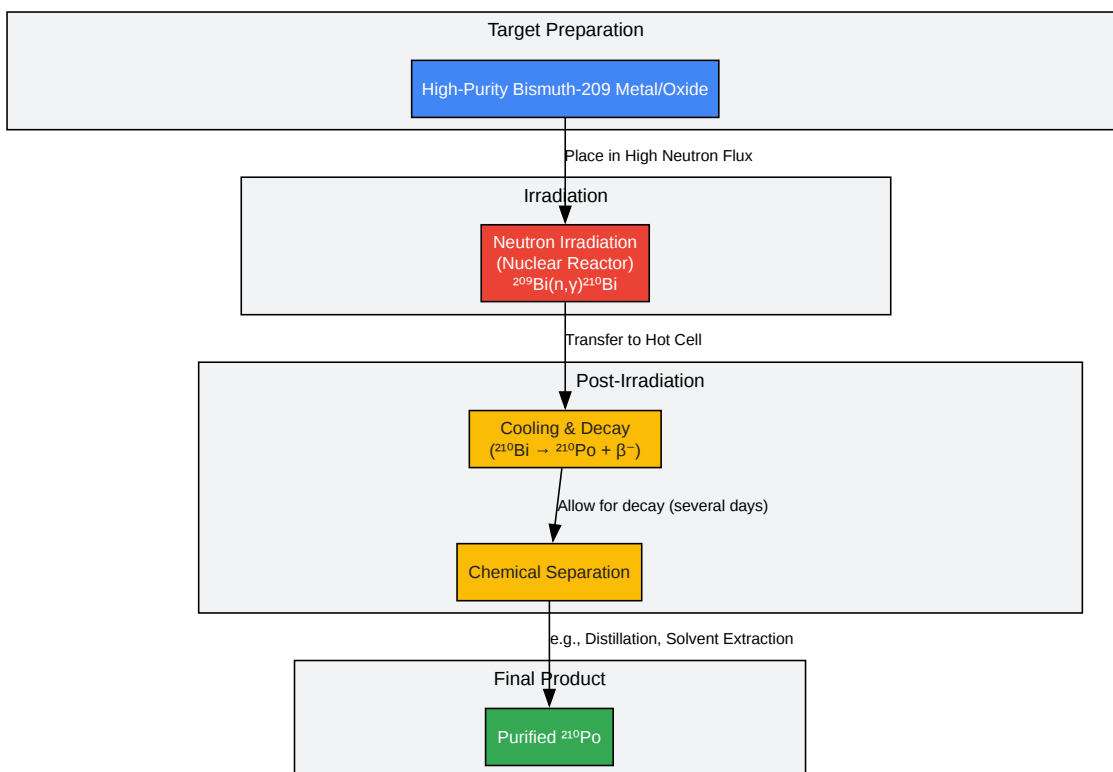 Target Preparation
High-Purity Bismuth-209 Metal/Oxide
Place in High Neutron Flux
Irradiation
Neutron Irradiation
(Nuclear Reactor)
²⁰⁹Bi(n,γ)²¹⁰Bi
Transfer to Hot Cell
Post-Irradiation
Cooling & Decay
(²¹⁰Bi → ²¹⁰Po + β⁻)
Allow for decay (several days)
Chemical Separation
e.g., Distillation, Solvent Extraction
Final Product
Purified ²¹⁰Po